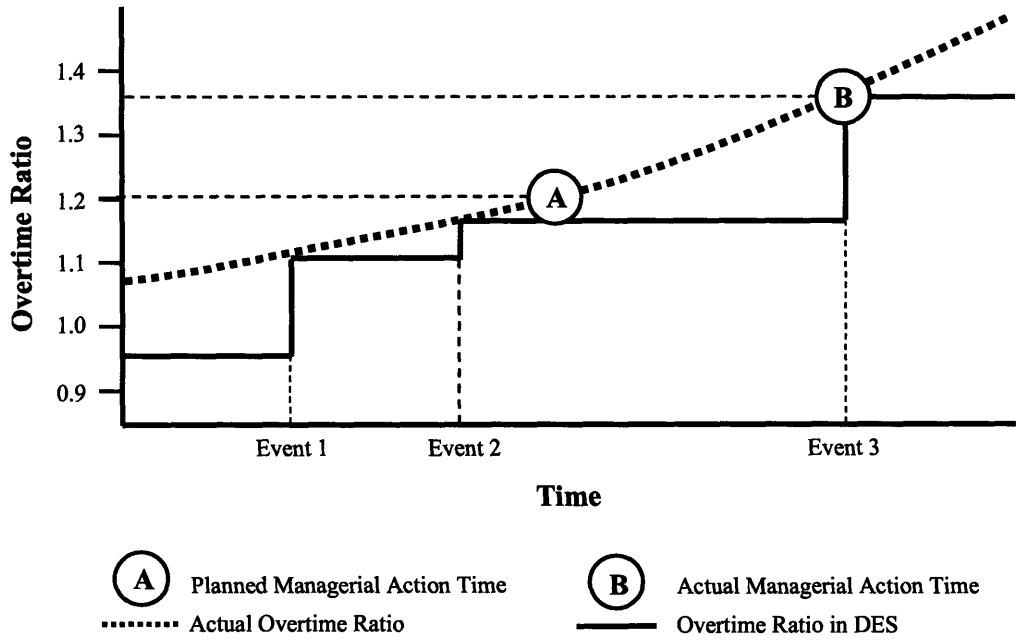 1.4
1.3
1.2
1.1
1.0
0.9
Overtime Ratio
A
B
Event 1 Event 2 Event 3
Time
A Planned Managerial Action Time
B Actual Managerial Action Time
Actual Overtime Ratio
Overtime Ratio in DES